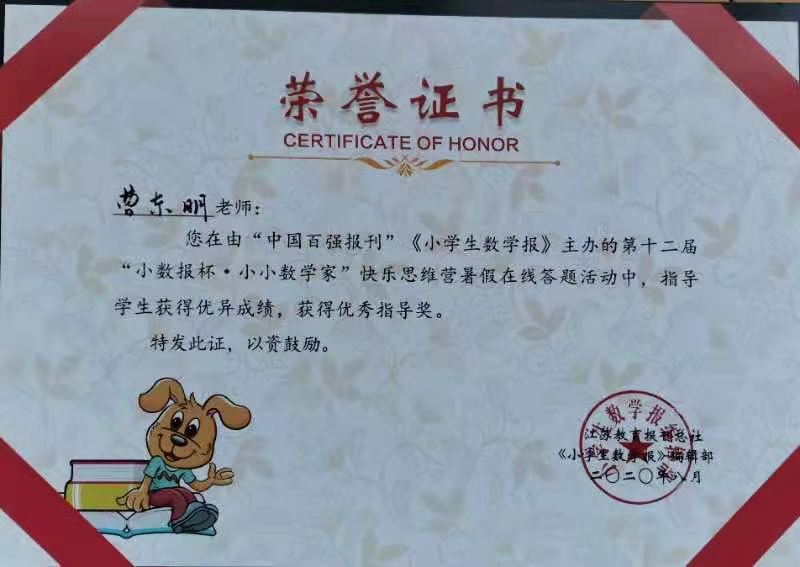 荣誉证书
CERTIFICATE OF HONOR
曹东明老师：
您在由“中国百强报刊”《小学生数学报》主办的第十二届
“小数报杯·小小数学家”快乐思维营暑假在线答题活动中，指导
学生获得优异成绩，获得优秀指导奖。
特发此证，以资鼓励。
江苏教育报刊总社
《小学生数学报》编辑部
二〇二〇年八月